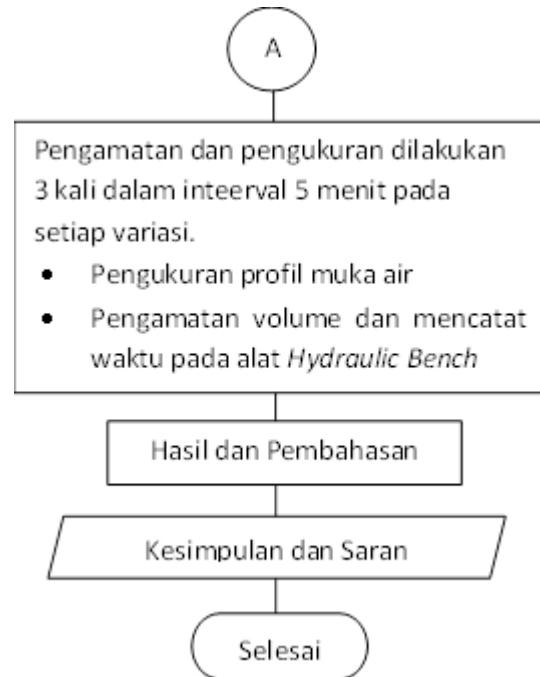 A
Pengamatan dan pengukuran dilakukan
3 kali dalam inteerval 5 menit pada
setiap variasi.
• Pengukuran profil muka air
• Pengamatan volume dan mencatat
waktu pada alat Hydraulic Bench
Hasil dan Pembahasan
Kesimpulan dan Saran
Selesai